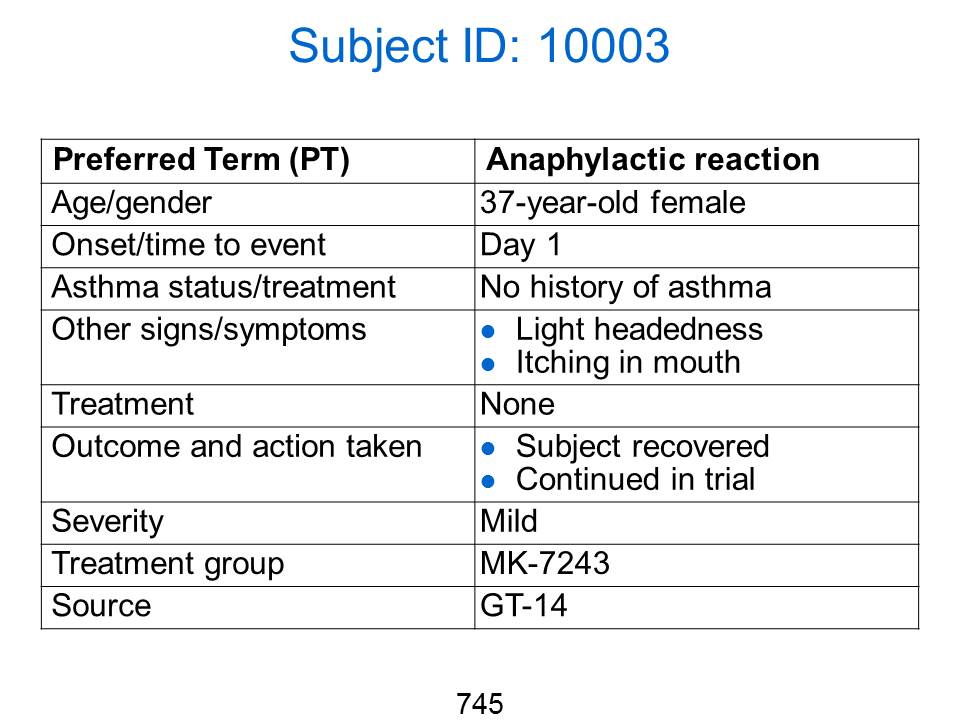 Subject ID: 10003
Preferred Term (PT) Anaphylactic reaction
Age/gender 37-year-old female
Onset/time to event Day 1
Asthma status/treatment No history of asthma
Other signs/symptoms ● Light headedness
● Itching in mouth
Treatment None
Outcome and action taken ● Subject recovered
● Continued in trial
Severity Mild
Treatment group MK-7243
Source GT-14
745